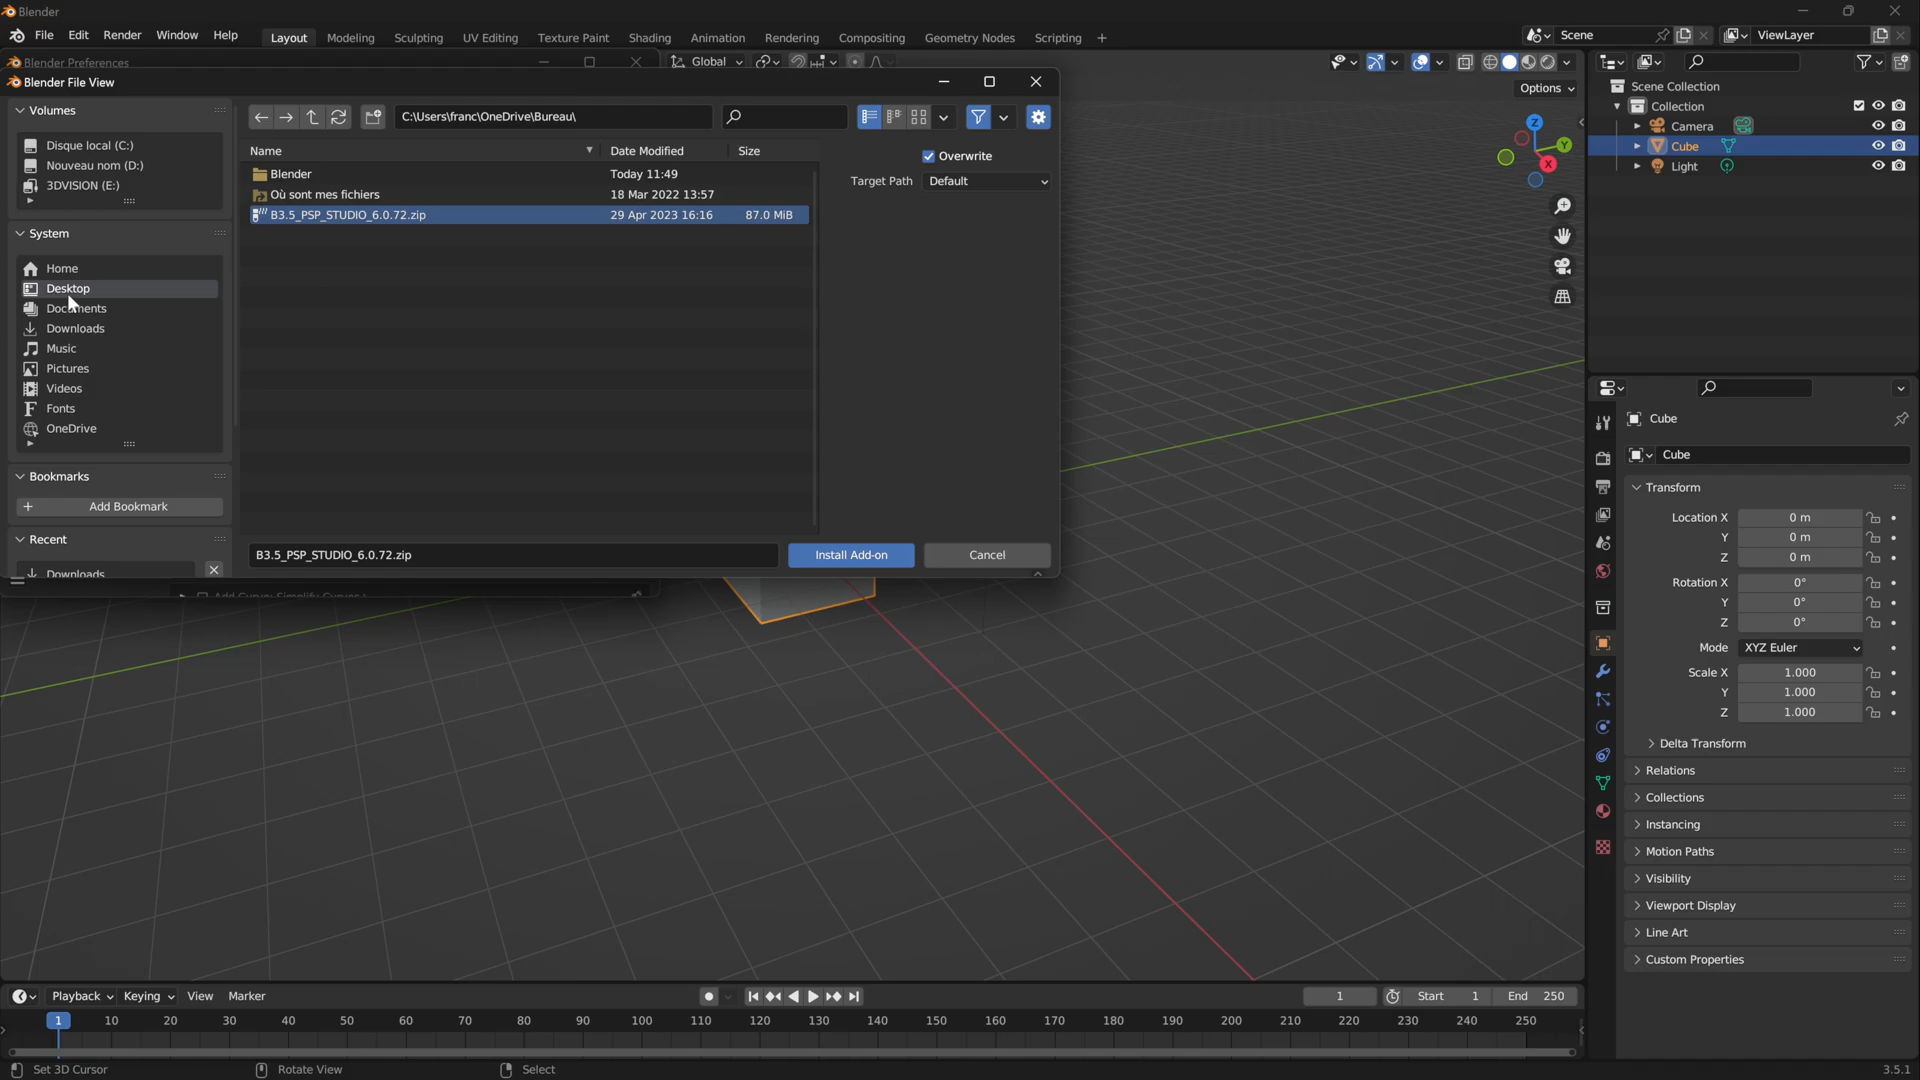 Blender
File Edit Render Window Help Layout Modeling Sculpting UV Editing Texture Paint Shading Animation Rendering Compositing Geometry Nodes Scripting + Scene ViewLayer
Blender Preferences
Global
Options
Blender File View
Volumes
Disque local (C:)
Nouveau nom (D:)
3DVISION (E:)
System
Home
Desktop
Documents
Downloads
Music
Pictures
Videos
Fonts
OneDrive
Bookmarks
Add Bookmark
Recent
Downloads
C:\Users\franc\OneDrive\Bureau\
Name Date Modified Size
Blender Today 11:49
Où sont mes fichiers 18 Mar 2022 13:57
B3.5_PSP_STUDIO_6.0.72.zip 29 Apr 2023 16:16 87.0 MiB
Overwrite
Target Path Default
B3.5_PSP_STUDIO_6.0.72.zip Install Add-on Cancel
Add Curve: Simplify Curves+
Z
Y
X
Scene Collection
Collection
Camera
Cube
Light
Cube
Cube
Transform
Location X 0 m
Y 0 m
Z 0 m
Rotation X 0°
Y 0°
Z 0°
Mode XYZ Euler
Scale X 1.000
Y 1.000
Z 1.000
Delta Transform
Relations
Collections
Instancing
Motion Paths
Visibility
Viewport Display
Line Art
Custom Properties
Playback Keying View Marker 1 Start 1 End 250
1 10 20 30 40 50 60 70 80 90 100 110 120 130 140 150 160 170 180 190 200 210 220 230 240 250
Set 3D Cursor Rotate View Select 3.5.1